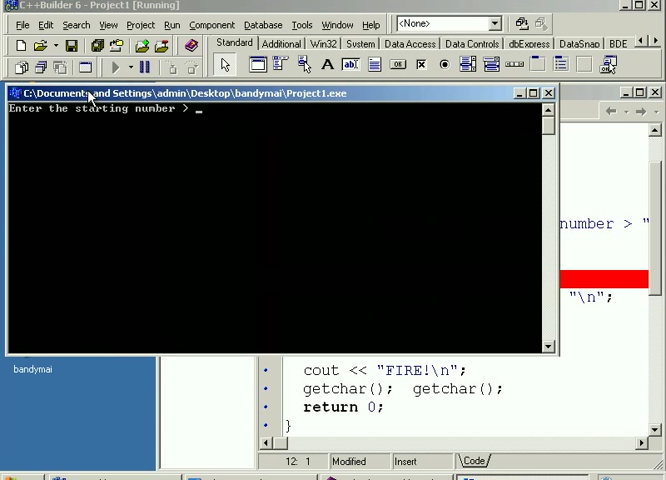 C++Builder 6 - Project1 [Running]
File Edit Search View Project Run Component Database Tools Window Help <None>
Standard Additional Win32 System Data Access Data Controls dbExpress DataSnap BDE
C:\Documents and Settings\admin\Desktop\bandymai\Project1.exe
Enter the starting number > _
number > "
"\n";
bandymai
cout << "FIRE!\n";
getchar(); getchar();
return 0;
}
12: 1 Modified Insert Code